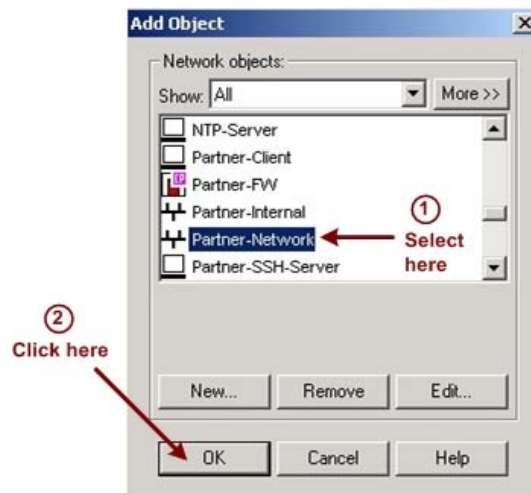 Add Object
Network objects:
Show: All
More >>
NTP-Server
Partner-Client
Partner-FW
Partner-Internal
Partner-Network
Partner-SSH-Server
1
Select
here
2
Click here
New...
Remove
Edit...
OK
Cancel
Help